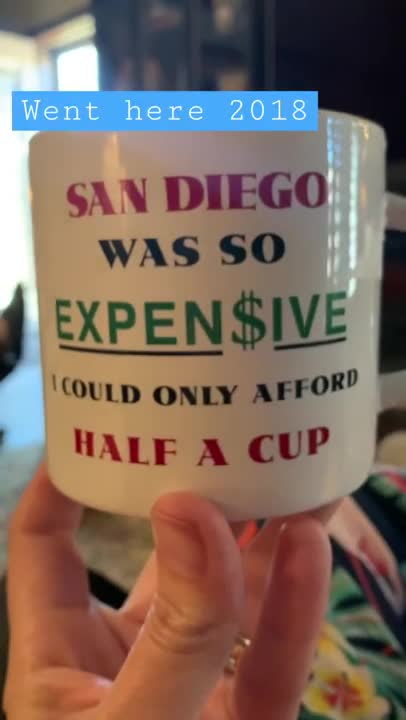 Went here 2018
SAN DIEGO
WAS SO
EXPEN$IVE
I COULD ONLY AFFORD
HALF A CUP